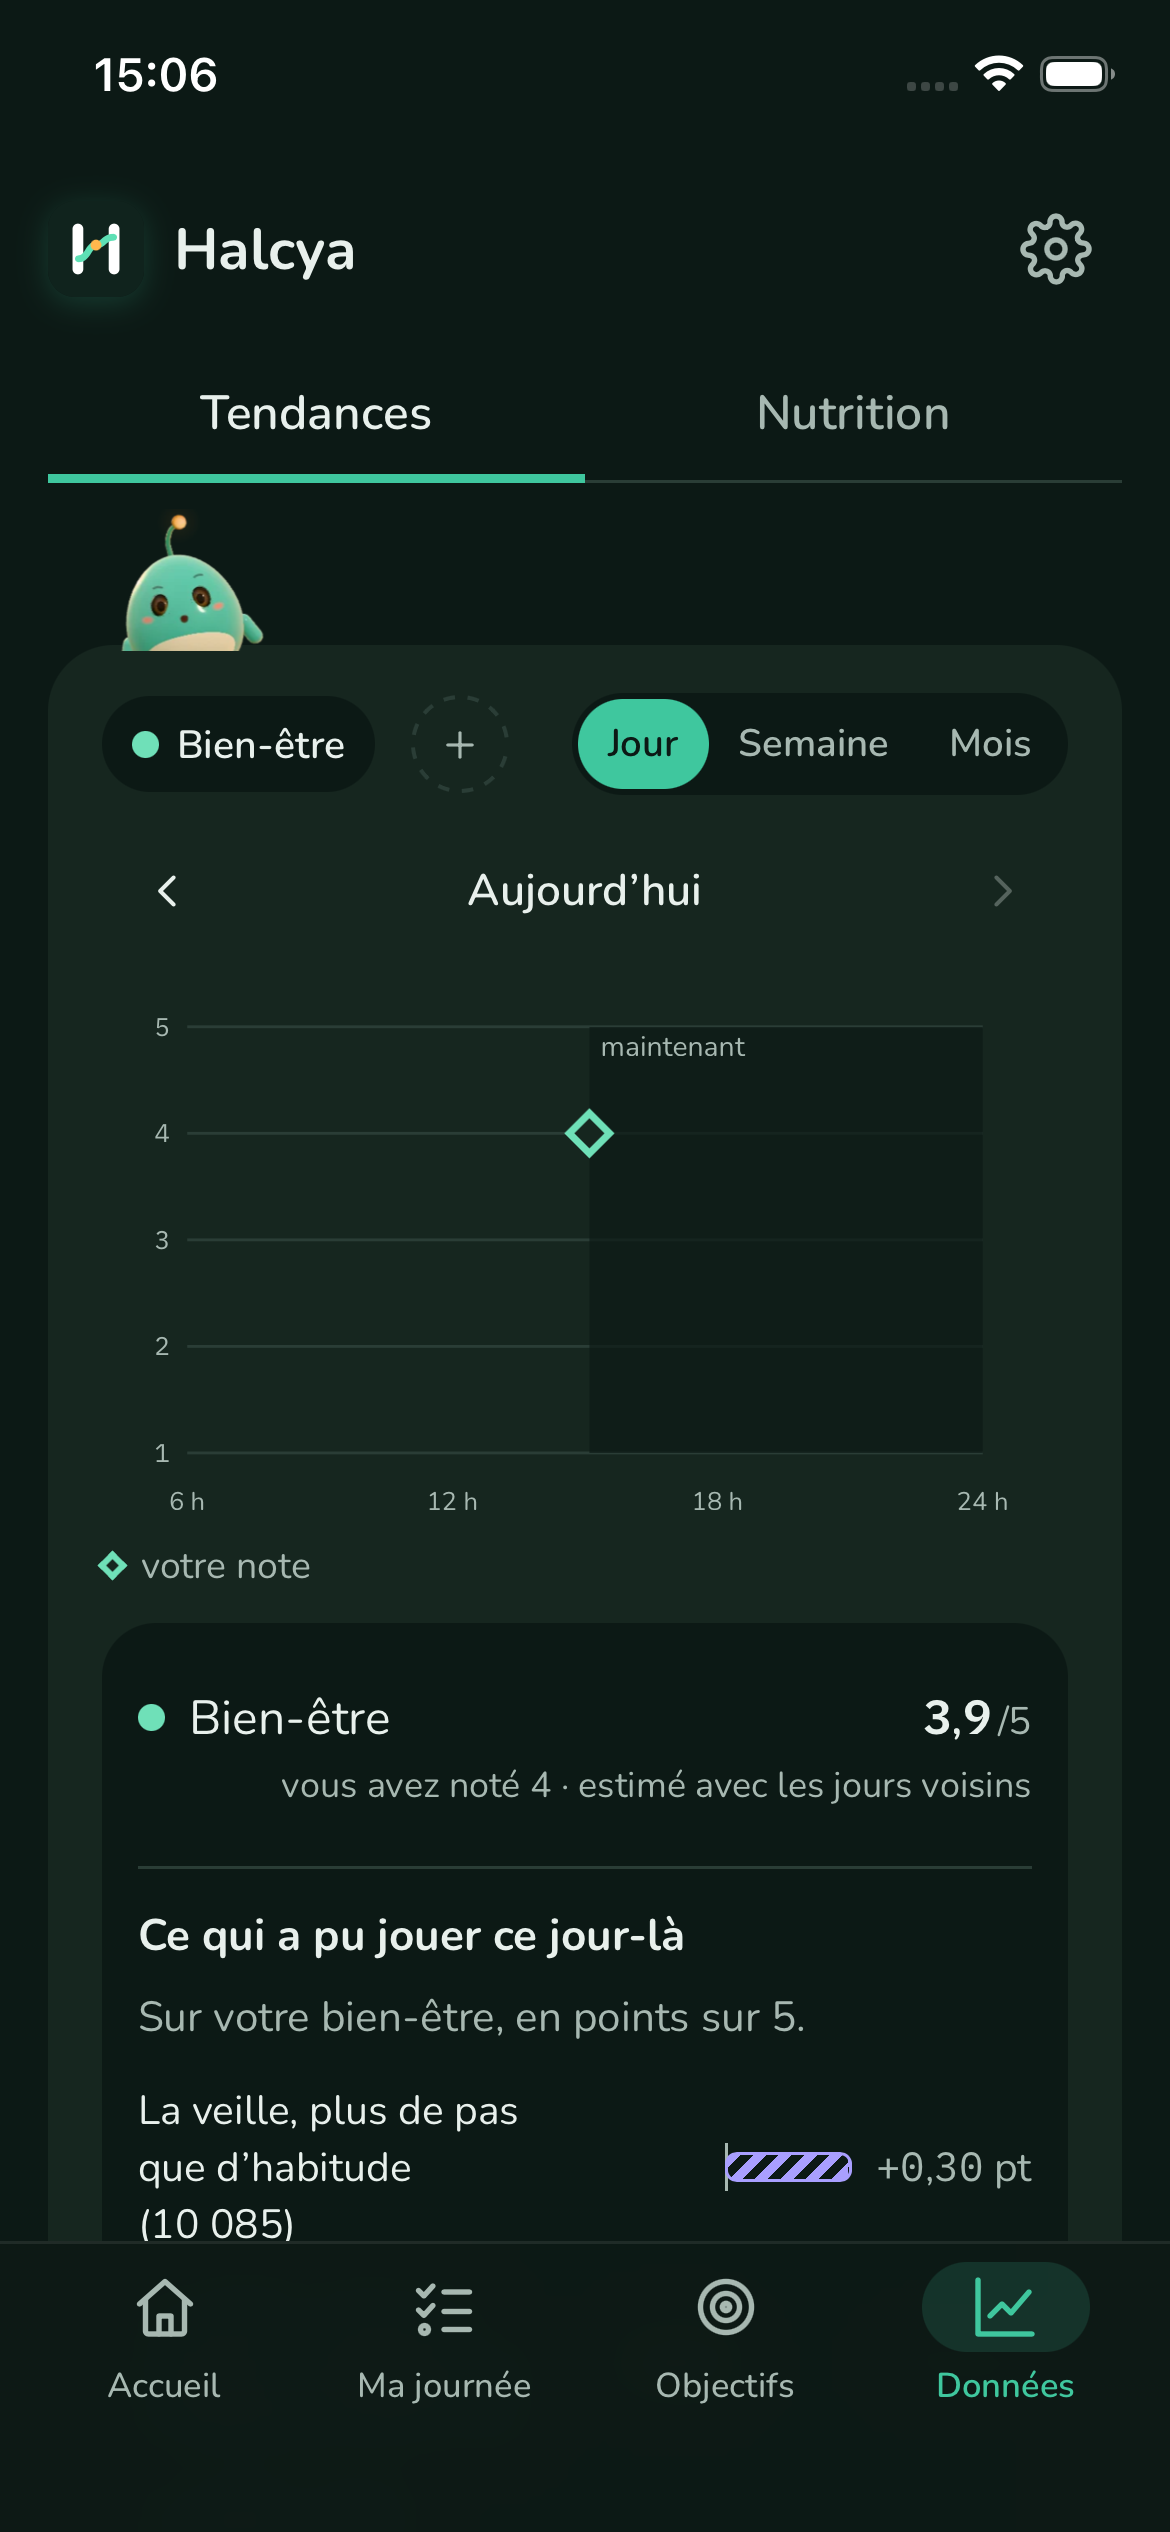 15:06
Halcya
Tendances
Nutrition
Bien-être
+
Jour
Semaine
Mois
Aujourd’hui
5
maintenant
4
3
2
1
6 h
12 h
18 h
24 h
votre note
Bien-être
3,9 /5
vous avez noté 4 · estimé avec les jours voisins
Ce qui a pu jouer ce jour-là
Sur votre bien-être, en points sur 5.
La veille, plus de pas
que d’habitude
+0,30 pt
(10 085)
Accueil
Ma journée
Objectifs
Données